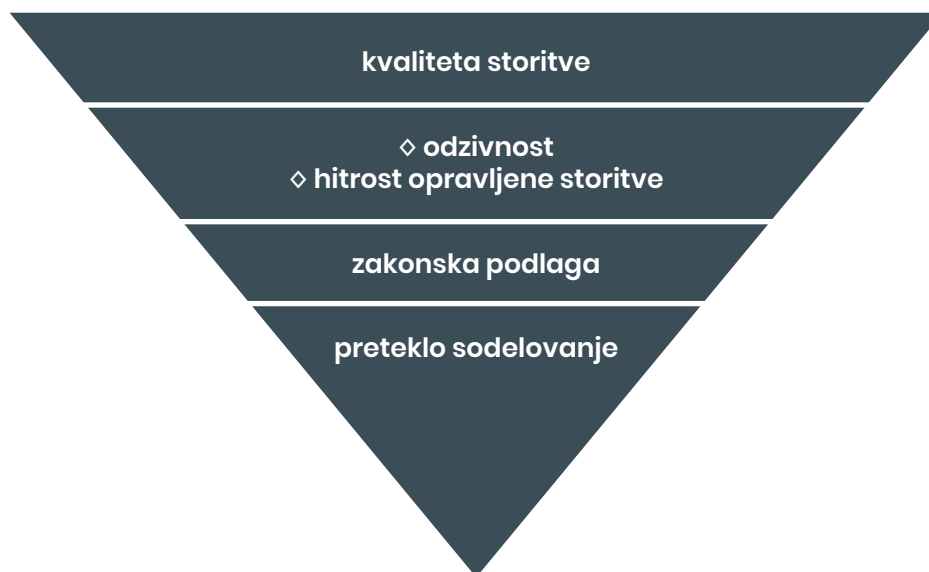 kvaliteta storitve
◇ odzivnost
◇ hitrost opravljene storitve
zakonska podlaga
preteklo sodelovanje